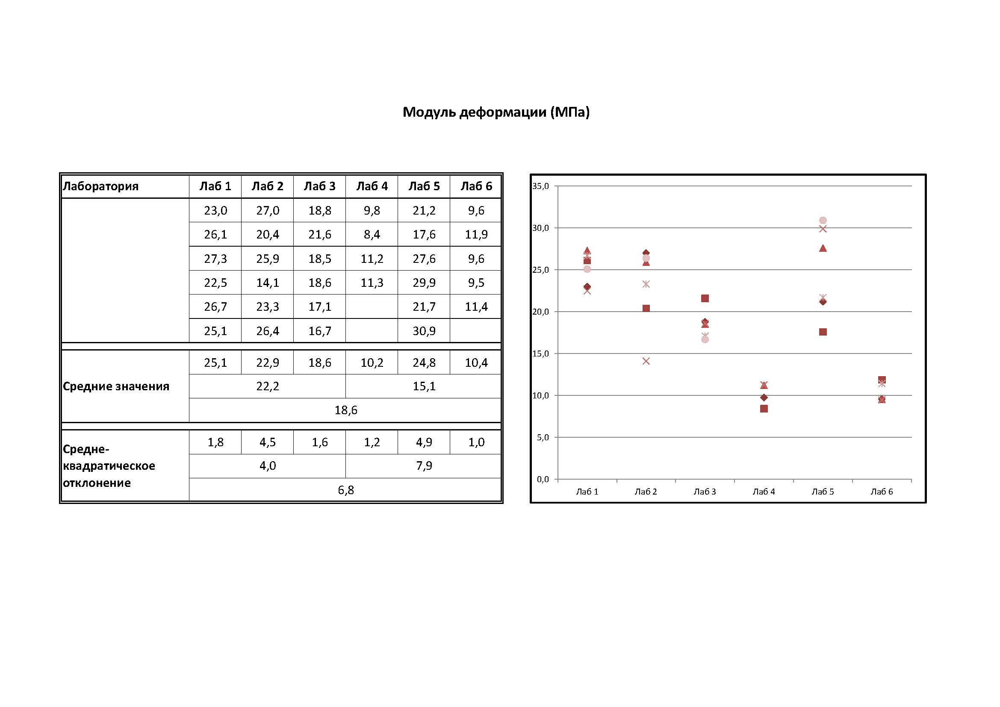 Модуль деформации (МПа)
Лаборатория Лаб 1 Лаб 2 Лаб 3 Лаб 4 Лаб 5 Лаб 6
23,0 27,0 18,8 9,8 21,2 9,6
26,1 20,4 21,6 8,4 17,6 11,9
27,3 25,9 18,5 11,2 27,6 9,6
22,5 14,1 18,6 11,3 29,9 9,5
26,7 23,3 17,1 21,7 11,4
25,1 26,4 16,7 30,9
Средние значения
25,1 22,9 18,6 10,2 24,8 10,4
22,2 15,1
18,6
Средне-
квадратическое
отклонение
1,8 4,5 1,6 1,2 4,9 1,0
4,0 7,9
6,8
35,0
30,0
25,0
20,0
15,0
10,0
5,0
0,0
Лаб 1 Лаб 2 Лаб 3 Лаб 4 Лаб 5 Лаб 6